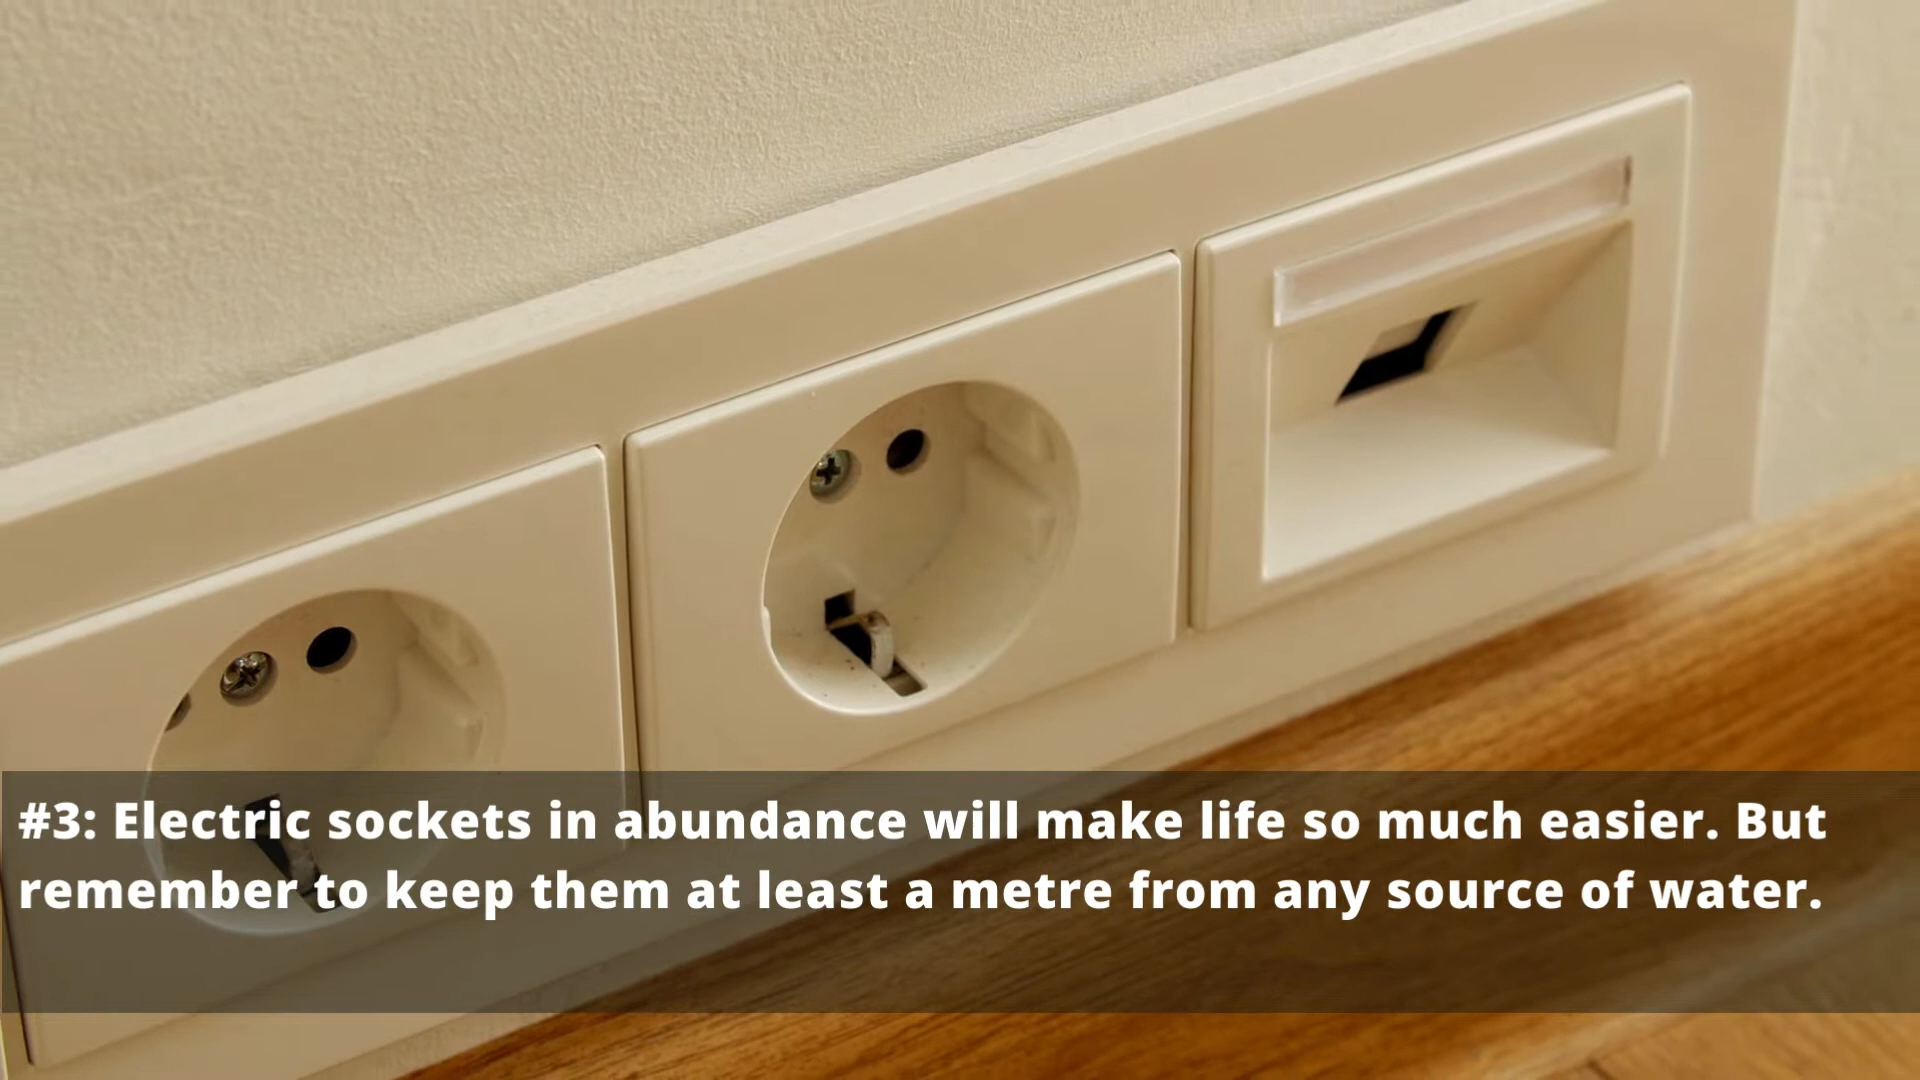 #3: Electric sockets in abundance will make life so much easier. But
remember to keep them at least a metre from any source of water.